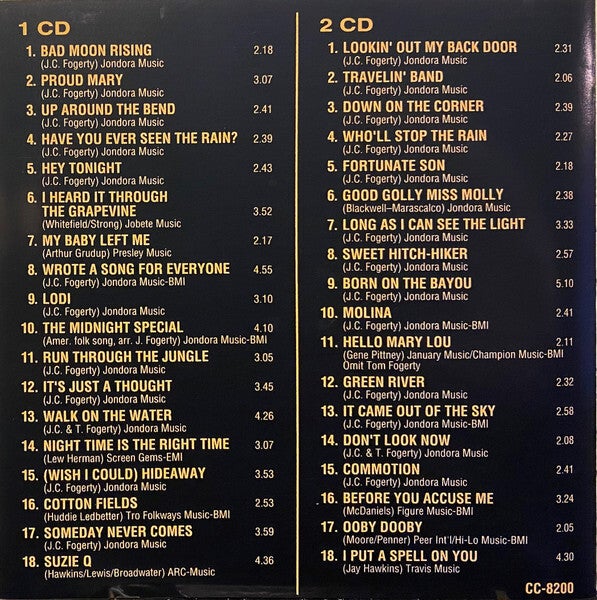 1 CD
1. BAD MOON RISING 2.18
(J.C. Fogerty) Jondora Music
2. PROUD MARY 3.07
(J.C. Fogerty) Jondora Music
3. UP AROUND THE BEND 2.41
(J.C. Fogerty) Jondora Music
4. HAVE YOU EVER SEEN THE RAIN? 2.39
(J.C. Fogerty) Jondora Music
5. HEY TONIGHT 2.43
(J.C. Fogerty) Jondora Music
6. I HEARD IT THROUGH
THE GRAPEVINE 3.52
(Whitefield/Strong) Jobete Music
7. MY BABY LEFT ME 2.17
(Arthur Grudup) Presley Music
8. WROTE A SONG FOR EVERYONE 4.55
(J.C. Fogerty) Jondora Music-BMI
9. LODI 3.10
(J.C. Fogerty) Jondora Music
10. THE MIDNIGHT SPECIAL 4.10
(Amer. folk song, arr. J. Fogerty) Jondora Music-BMI
11. RUN THROUGH THE JUNGLE 3.05
(J.C. Fogerty) Jondora Music
12. IT'S JUST A THOUGHT 3.45
(J.C. Fogerty) Jondora Music
13. WALK ON THE WATER 4.26
(J.C. & T. Fogerty) Jondora Music
14. NIGHT TIME IS THE RIGHT TIME 3.07
(Lew Herman) Screen Gems-EMI
15. (WISH I COULD) HIDEAWAY 3.53
(J.C. Fogerty) Jondora Music
16. COTTON FIELDS 2.53
(Huddie Ledbetter) Tro Folkways Music-BMI
17. SOMEDAY NEVER COMES 3.59
(J.C. Fogerty) Jondora Music
18. SUZIE Q 4.36
(Hawkins/Lewis/Broadwater) ARC-Music
2 CD
1. LOOKIN' OUT MY BACK DOOR 2.31
(J.C. Fogerty) Jondora Music
2. TRAVELIN' BAND 2.06
(J.C. Fogerty) Jondora Music
3. DOWN ON THE CORNER 2.39
(J.C. Fogerty) Jondora Music
4. WHO'LL STOP THE RAIN 2.27
(J.C. Fogerty) Jondora Music
5. FORTUNATE SON 2.18
(J.C. Fogerty) Jondora Music
6. GOOD GOLLY MISS MOLLY 2.38
(Blackwell–Marascalco) Jondora Music
7. LONG AS I CAN SEE THE LIGHT 3.33
(J.C. Fogerty) Jondora Music
8. SWEET HITCH-HIKER 2.57
(J.C. Fogerty) Jondora Music
9. BORN ON THE BAYOU 5.10
(J.C. Fogerty) Jondora Music
10. MOLINA 2.41
(J.C. Fogerty) Jondora Music-BMI
11. HELLO MARY LOU 2.11
(Gene Pittney) January Music/Champion Music-BMI
Omit Tom Fogerty
12. GREEN RIVER 2.32
(J.C. Fogerty) Jondora Music
13. IT CAME OUT OF THE SKY 2.58
(J.C. Fogerty) Jondora Music-BMI
14. DON'T LOOK NOW 2.08
(J.C. & T. Fogerty) Jondora Music
15. COMMOTION 2.41
(J.C. Fogerty) Jondora Music
16. BEFORE YOU ACCUSE ME 3.24
(McDaniels) Figure Music-BMI
17. OOBY DOOBY 2.05
(Moore/Penner) Peer Int'l/Hi-Lo Music-BMI
18. I PUT A SPELL ON YOU 4.30
(Jay Hawkins) Travis Music
CC-8200